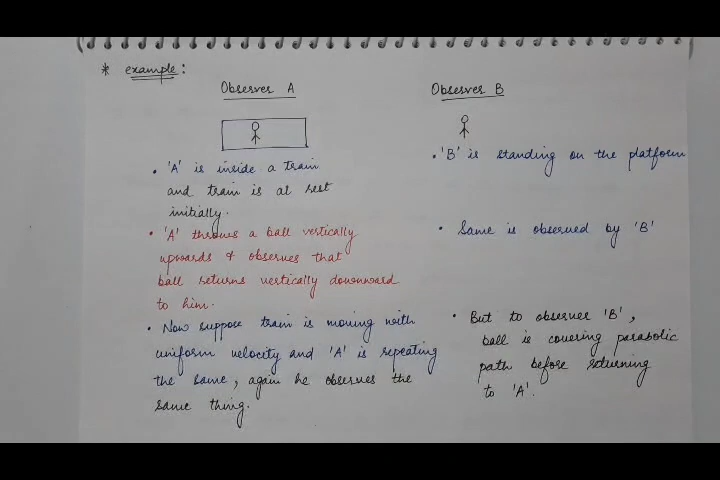 * example:
Observer A
'A' is inside a train
and train is at rest
initially.
• 'A' throws a ball vertically
upwards & observes that
ball returns vertically downward
to him.
• Now suppose train is moving with
uniform velocity and 'A' is repeating
the same, again he observes the
same thing.
Observer B
• 'B' is standing on the platform
• Same is observed by 'B'
• But to observer 'B',
ball is covering parabolic
path before returning
to 'A'.